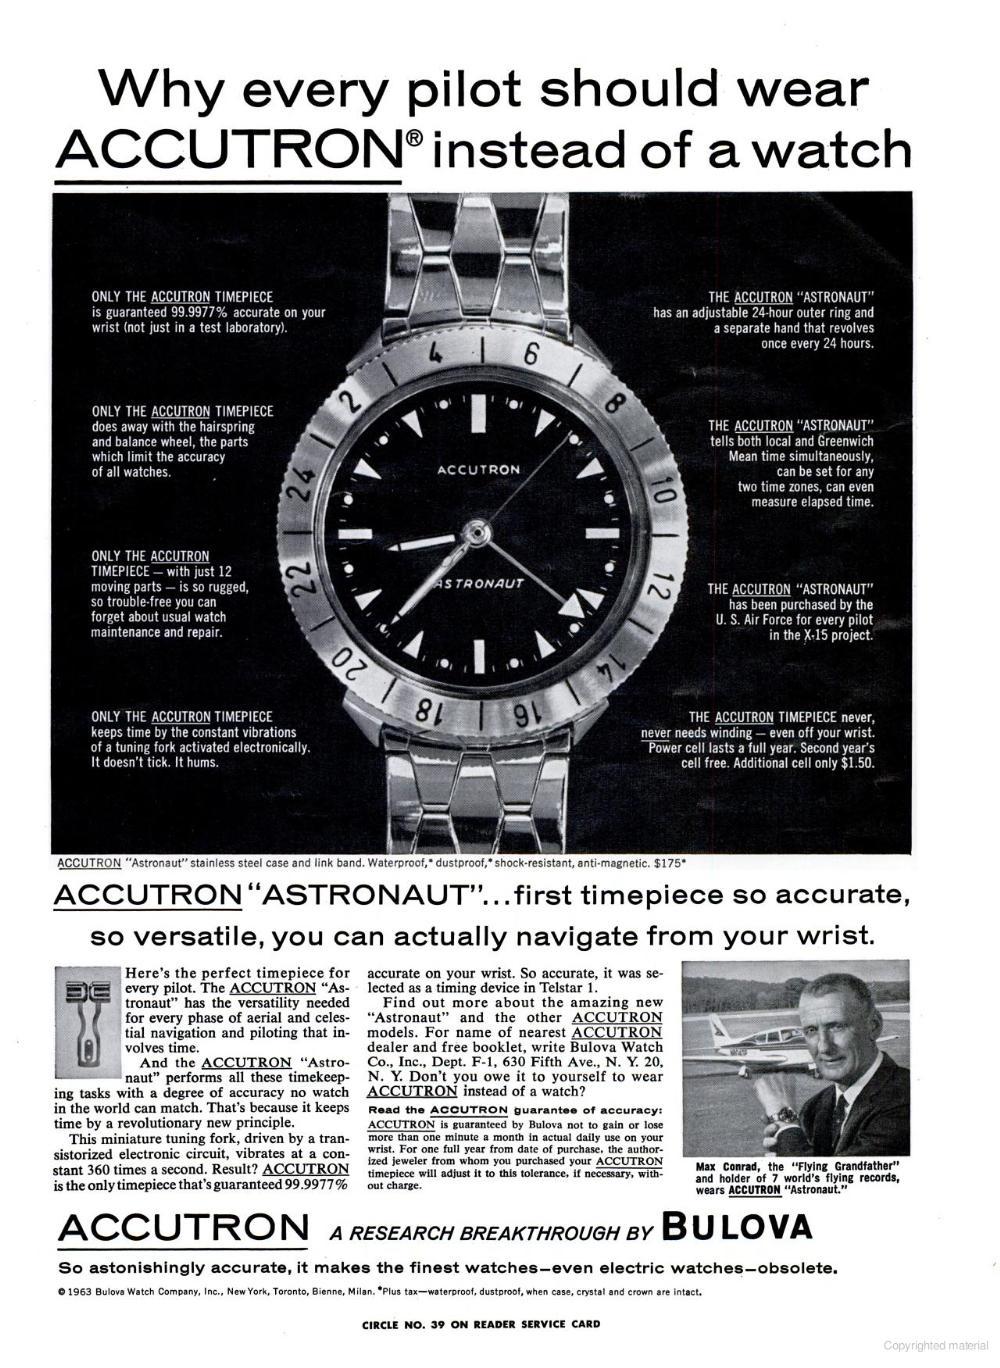 Why every pilot should wear
ACCUTRON® instead of a watch
ONLY THE ACCUTRON TIMEPIECE
is guaranteed 99.9977% accurate on your
wrist (not just in a test laboratory).
ONLY THE ACCUTRON TIMEPIECE
does away with the hairspring
and balance wheel, the parts
which limit the accuracy
of all watches.
ONLY THE ACCUTRON
TIMEPIECE — with just 12
moving parts — is so rugged,
so trouble-free you can
forget about usual watch
maintenance and repair.
ONLY THE ACCUTRON TIMEPIECE
keeps time by the constant vibrations
of a tuning fork activated electronically.
It doesn't tick. It hums.
4
6
2
8
24
10
22
12
20
14
18
16
ACCUTRON
ASTRONAUT
THE ACCUTRON "ASTRONAUT"
has an adjustable 24-hour outer ring and
a separate hand that revolves
once every 24 hours.
THE ACCUTRON "ASTRONAUT"
tells both local and Greenwich
Mean time simultaneously,
can be set for any
two time zones, can even
measure elapsed time.
THE ACCUTRON "ASTRONAUT"
has been purchased by the
U. S. Air Force for every pilot
in the X-15 project.
THE ACCUTRON TIMEPIECE never,
never needs winding — even off your wrist.
Power cell lasts a full year. Second year's
cell free. Additional cell only $1.50.
ACCUTRON "Astronaut" stainless steel case and link band. Waterproof,* dustproof,* shock-resistant, anti-magnetic. $175*
ACCUTRON "ASTRONAUT"...first timepiece so accurate,
so versatile, you can actually navigate from your wrist.
Here's the perfect timepiece for
every pilot. The ACCUTRON "As-
tronaut" has the versatility needed
for every phase of aerial and celes-
tial navigation and piloting that in-
volves time.
And the ACCUTRON "Astro-
naut" performs all these timekeep-
ing tasks with a degree of accuracy no watch
in the world can match. That's because it keeps
time by a revolutionary new principle.
This miniature tuning fork, driven by a tran-
sistorized electronic circuit, vibrates at a con-
stant 360 times a second. Result? ACCUTRON
is the only timepiece that's guaranteed 99.9977%
accurate on your wrist. So accurate, it was se-
lected as a timing device in Telstar 1.
Find out more about the amazing new
"Astronaut" and the other ACCUTRON
models. For name of nearest ACCUTRON
dealer and free booklet, write Bulova Watch
Co., Inc., Dept. F-1, 630 Fifth Ave., N. Y. 20,
N. Y. Don't you owe it to yourself to wear
ACCUTRON instead of a watch?
Read the ACCUTRON guarantee of accuracy:
ACCUTRON is guaranteed by Bulova not to gain or lose
more than one minute a month in actual daily use on your
wrist. For one full year from date of purchase, the author-
ized jeweler from whom you purchased your ACCUTRON
timepiece will adjust it to this tolerance, if necessary, with-
out charge.
Max Conrad, the "Flying Grandfather"
and holder of 7 world's flying records,
wears ACCUTRON "Astronaut."
ACCUTRON A RESEARCH BREAKTHROUGH BY BULOVA
So astonishingly accurate, it makes the finest watches—even electric watches—obsolete.
© 1963 Bulova Watch Company, Inc., New York, Toronto, Bienne, Milan. *Plus tax—waterproof, dustproof, when case, crystal and crown are intact.
CIRCLE NO. 39 ON READER SERVICE CARD
Copyrighted material